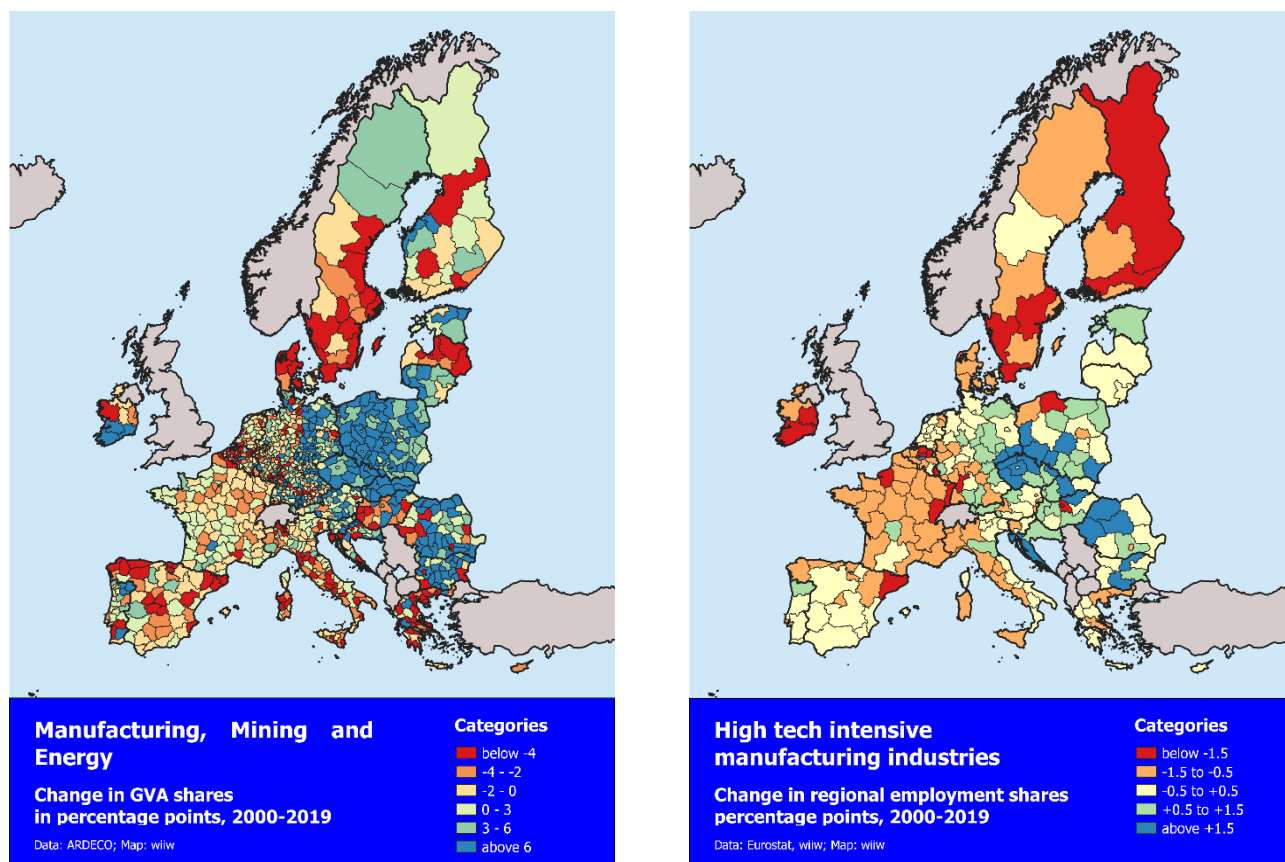 Manufacturing, Mining and
Energy
Change in GVA shares
in percentage points, 2000-2019
Data: ARDECO; Map: wiiw
Categories
below -4
-4 - -2
-2 - 0
0 - 3
3 - 6
above 6
High tech intensive
manufacturing industries
Change in regional employment shares
percentage points, 2000-2019
Data: Eurostat, wiiw; Map: wiiw
Categories
below -1.5
-1.5 to -0.5
-0.5 to +0.5
+0.5 to +1.5
above +1.5